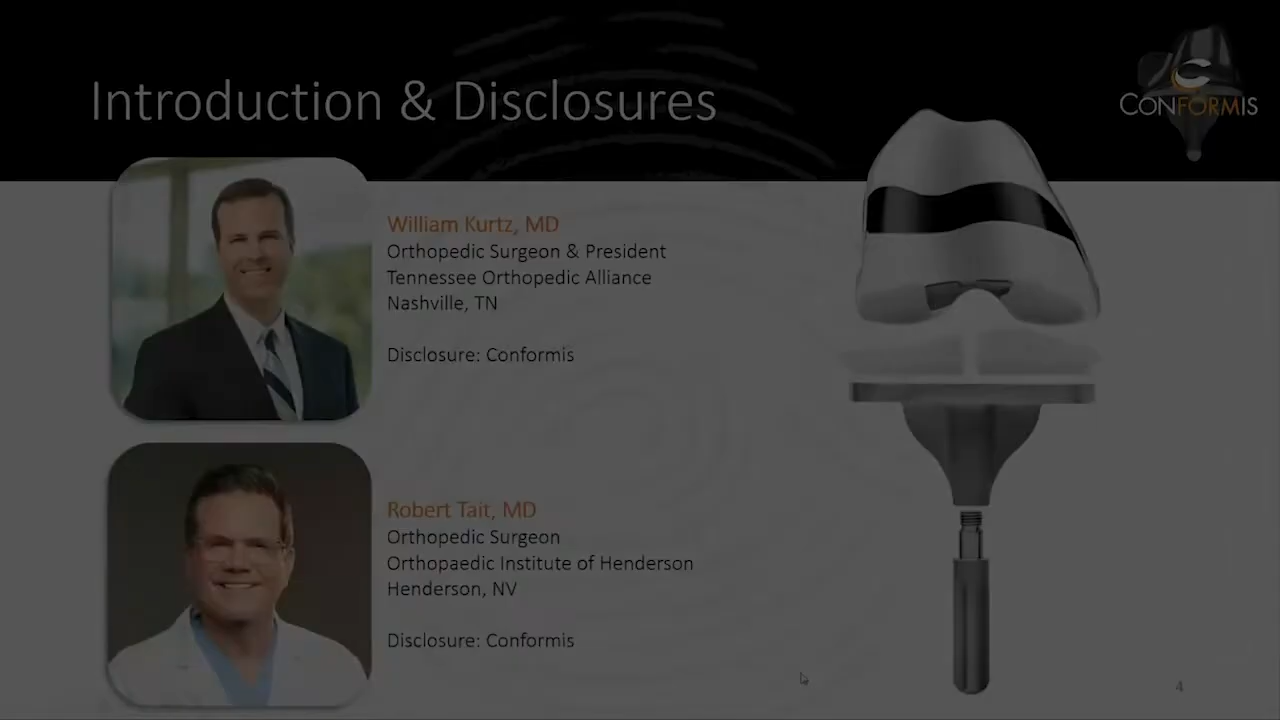 Introduction & Disclosures
CONFORMIS
William Kurtz, MD
Orthopedic Surgeon & President
Tennessee Orthopedic Alliance
Nashville, TN
Disclosure: Conformis
Robert Tait, MD
Orthopedic Surgeon
Orthopaedic Institute of Henderson
Henderson, NV
Disclosure: Conformis
4